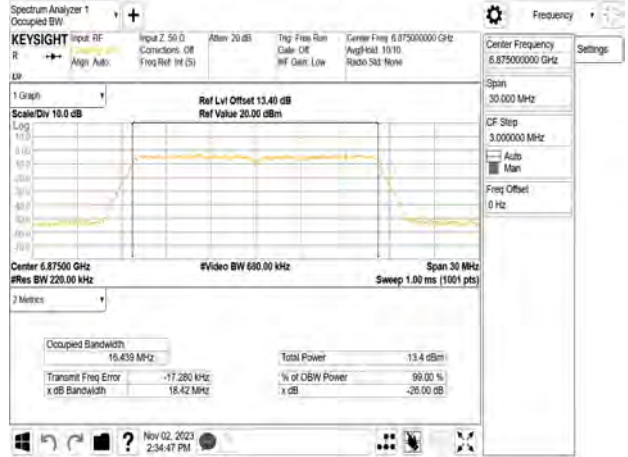 Spectrum Analyzer 1
Occupied BW
Frequency
KEYSIGHT Input: RF
Input Z: 50 Ω
Atten: 20 dB
Trig: Free Run
Center Freq: 6.875000000 GHz
R
Corrections: Off
Gate: Off
Avg|Hold: 10/10
Align: Auto
Freq Ref: Int (S)
#IF Gain: Low
Radio Std: None
Center Frequency
6.875000000 GHz
Settings
Span
30.000 MHz
CF Step
3.000000 MHz
Auto
Man
Freq Offset
0 Hz
1 Graph
Scale/Div 10.0 dB
Ref Lvl Offset 13.40 dB
Ref Value 20.00 dBm
Log
Center 6.87500 GHz
#Video BW 680.00 kHz
Span 30 MHz
#Res BW 220.00 kHz
Sweep 1.00 ms (1001 pts)
2 Metrics
Occupied Bandwidth
16.439 MHz
Total Power
13.4 dBm
Transmit Freq Error
-17.280 kHz
% of OBW Power
99.00 %
x dB Bandwidth
18.42 MHz
x dB
-26.00 dB
?
Nov 02, 2023
2:34:47 PM